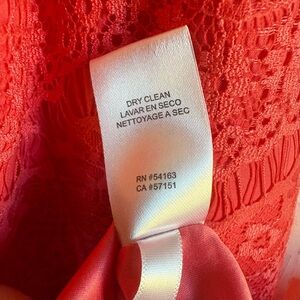 DRY CLEAN
LAVAR EN SECO
NETTOYAGE A SEC
RN #54163
CA #57151